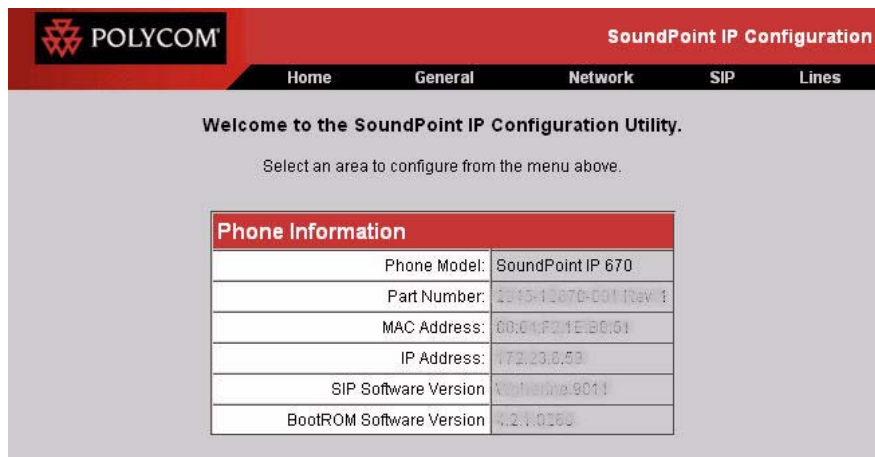 POLYCOM
SoundPoint IP Configuration
Home General Network SIP Lines
Welcome to the SoundPoint IP Configuration Utility.
Select an area to configure from the menu above.
Phone Information
Phone Model: SoundPoint IP 670
Part Number:
MAC Address:
IP Address:
SIP Software Version
BootROM Software Version